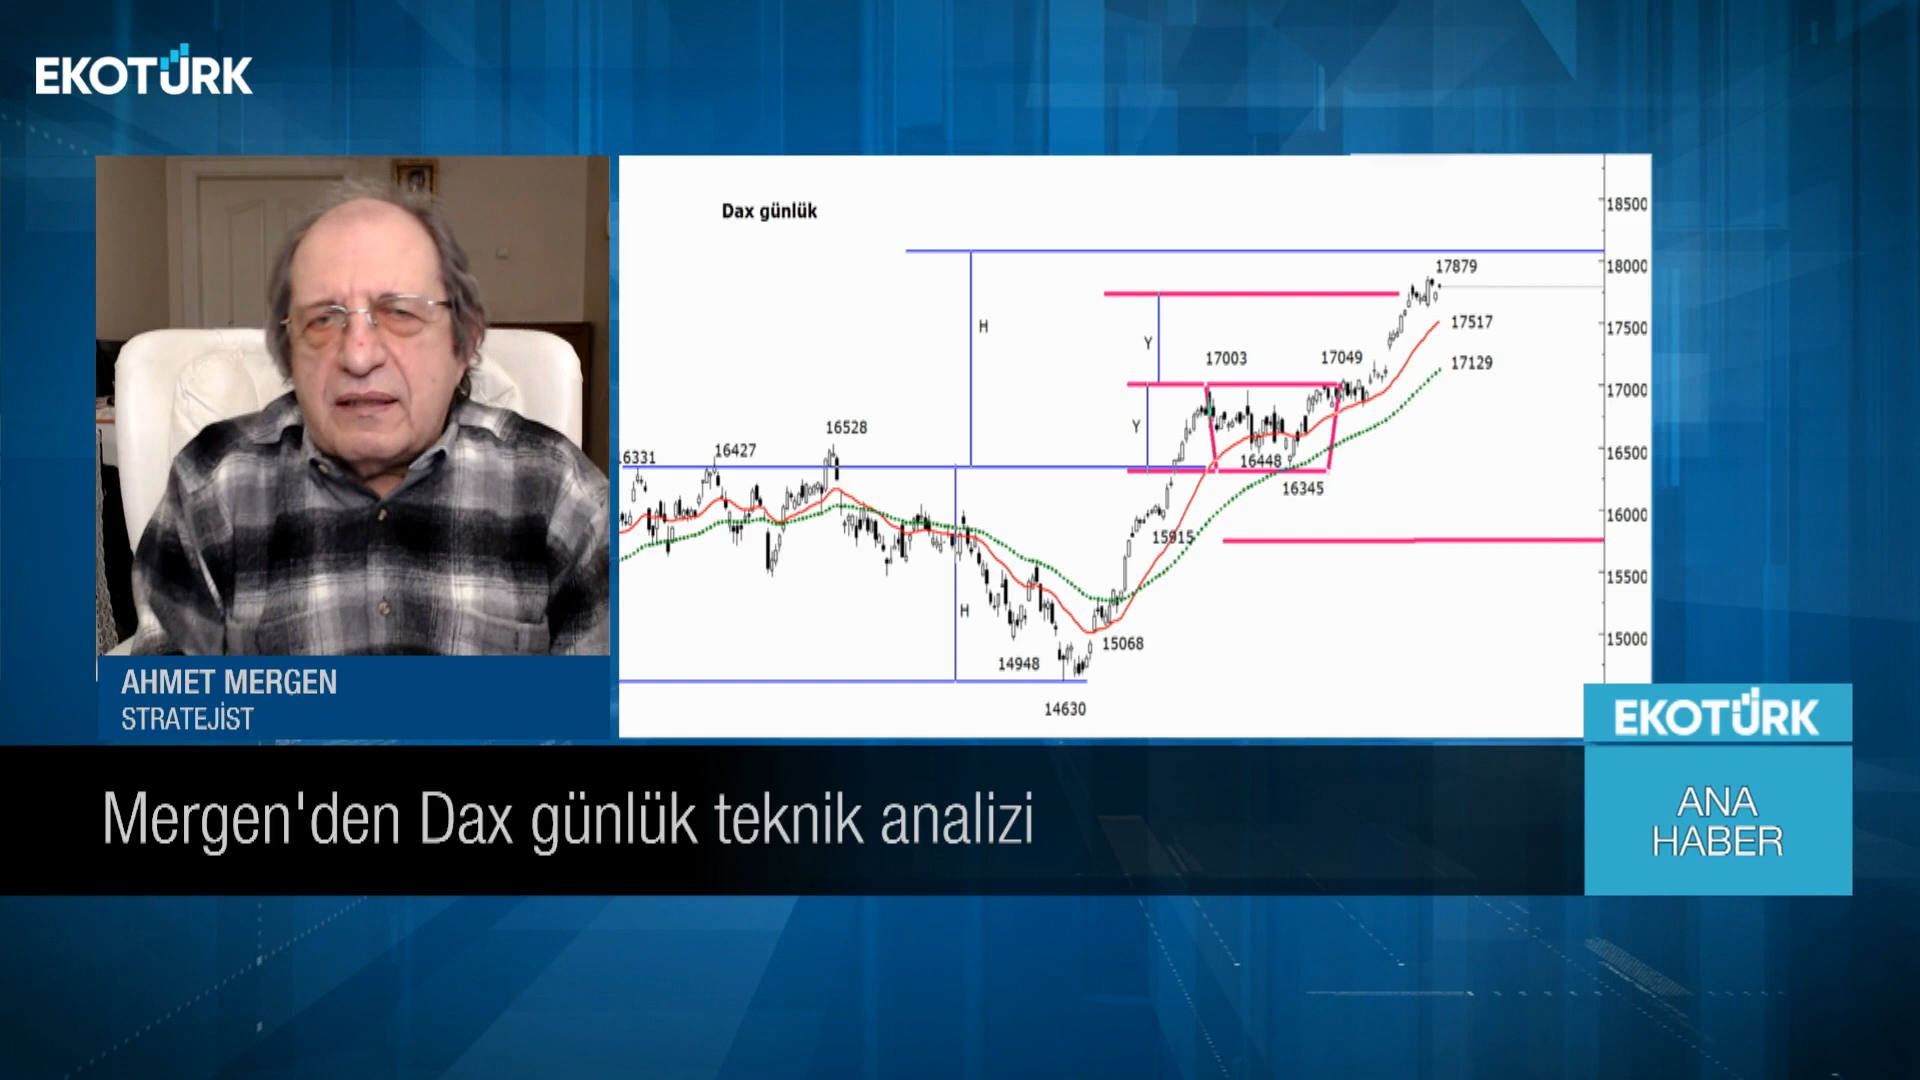 EKOTÜRK
Dax günlük
18500
18000
17879
17500
17517
H
Y
17003
17049
17129
17000
Y
16528
16427
16331
16448
16500
16345
16000
15915
15500
H
15068
15000
14948
14630
AHMET MERGEN
STRATEJİST
EKOTÜRK
Mergen'den Dax günlük teknik analizi
ANA
HABER